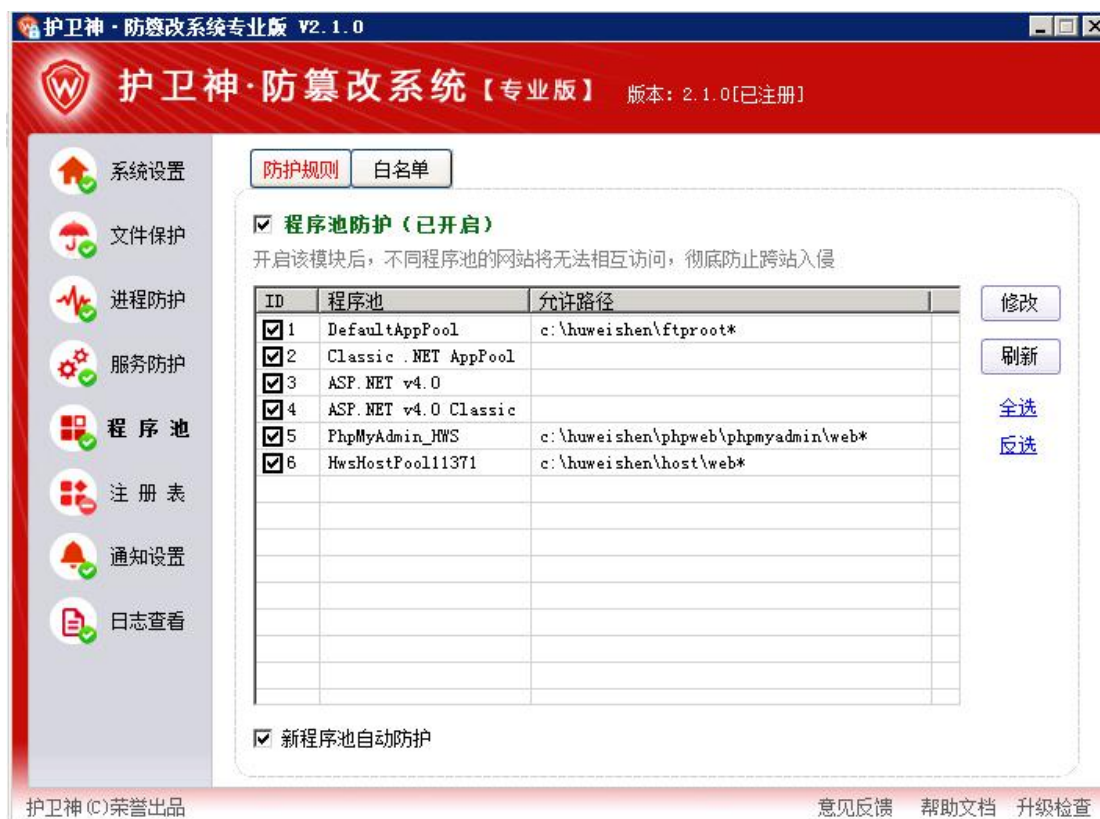 护卫神·防篡改系统专业版 V2.1.0
护卫神·防篡改系统【专业版】 版本：2.1.0[已注册]
系统设置
文件保护
进程防护
服务防护
程 序 池
注 册 表
通知设置
日志查看
防护规则 白名单
程序池防护（已开启）
开启该模块后，不同程序池的网站将无法相互访问，彻底防止跨站入侵
ID 程序池 允许路径
1 DefaultAppPool c:\huweishen\ftproot*
2 Classic .NET AppPool
3 ASP.NET v4.0
4 ASP.NET v4.0 Classic
5 PhpMyAdmin_HWS c:\huweishen\phpweb\phpmyadmin\web*
6 HwsHostPool11371 c:\huweishen\host\web*
修改
刷新
全选
反选
新程序池自动防护
护卫神(C)荣誉出品 意见反馈 帮助文档 升级检查